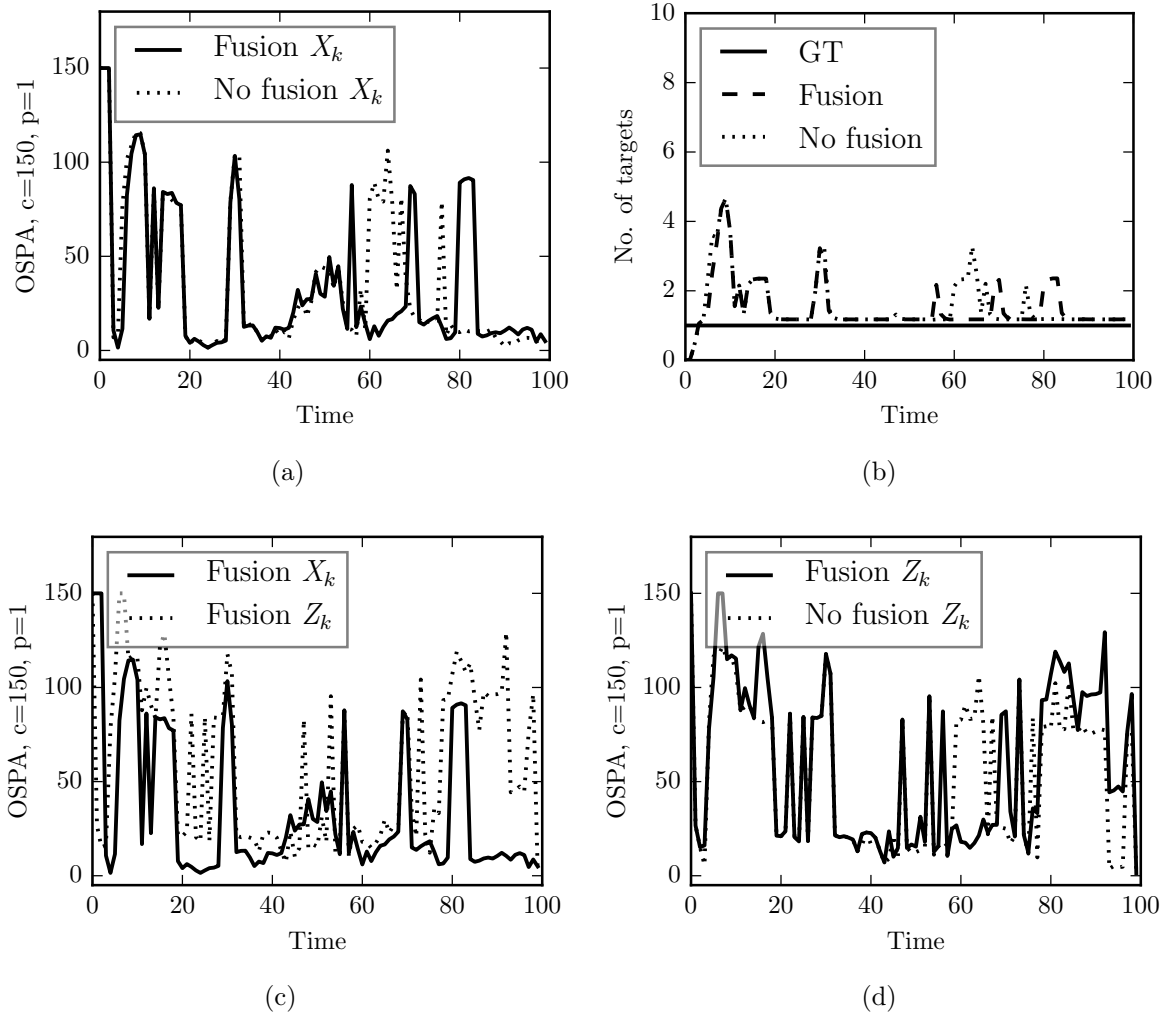 Fusion X_k
No fusion X_k
OSPA, c=150, p=1
150
100
50
0
0 20 40 60 80 100
Time
(a)
GT
Fusion
No fusion
No. of targets
10
8
6
4
2
0
0 20 40 60 80 100
Time
(b)
Fusion X_k
Fusion Z_k
OSPA, c=150, p=1
150
100
50
0
0 20 40 60 80 100
Time
(c)
Fusion Z_k
No fusion Z_k
OSPA, c=150, p=1
150
100
50
0
0 20 40 60 80 100
Time
(d)